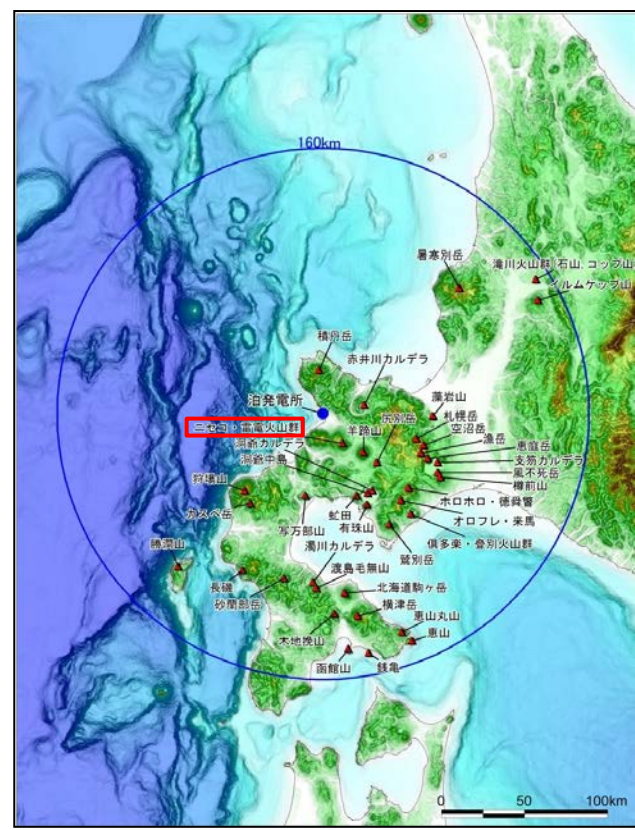 160km
暑寒別岳
滝川火山群(石山, コップ山)
イルムケップ山
積丹岳
赤井川カルデラ
泊発電所
尻別岳
藻岩山
ニセコ・雷電火山群
羊蹄山
札幌岳
空沼岳
洞爺カルデラ
漁岳
恵庭岳
洞爺中島
支笏カルデラ
狩場山
風不死岳
樽前山
カスベ岳
ホロホロ・徳舜瞥
写万部山
虻田
有珠山
オロフレ・来馬
勝澗山
濁川カルデラ
鷲別岳
倶多楽・登別火山群
渡島毛無山
長磯
北海道駒ヶ岳
砂蘭部岳
横津岳
恵山丸山
木地挽山
恵山
函館山
銭亀
0 50 100km